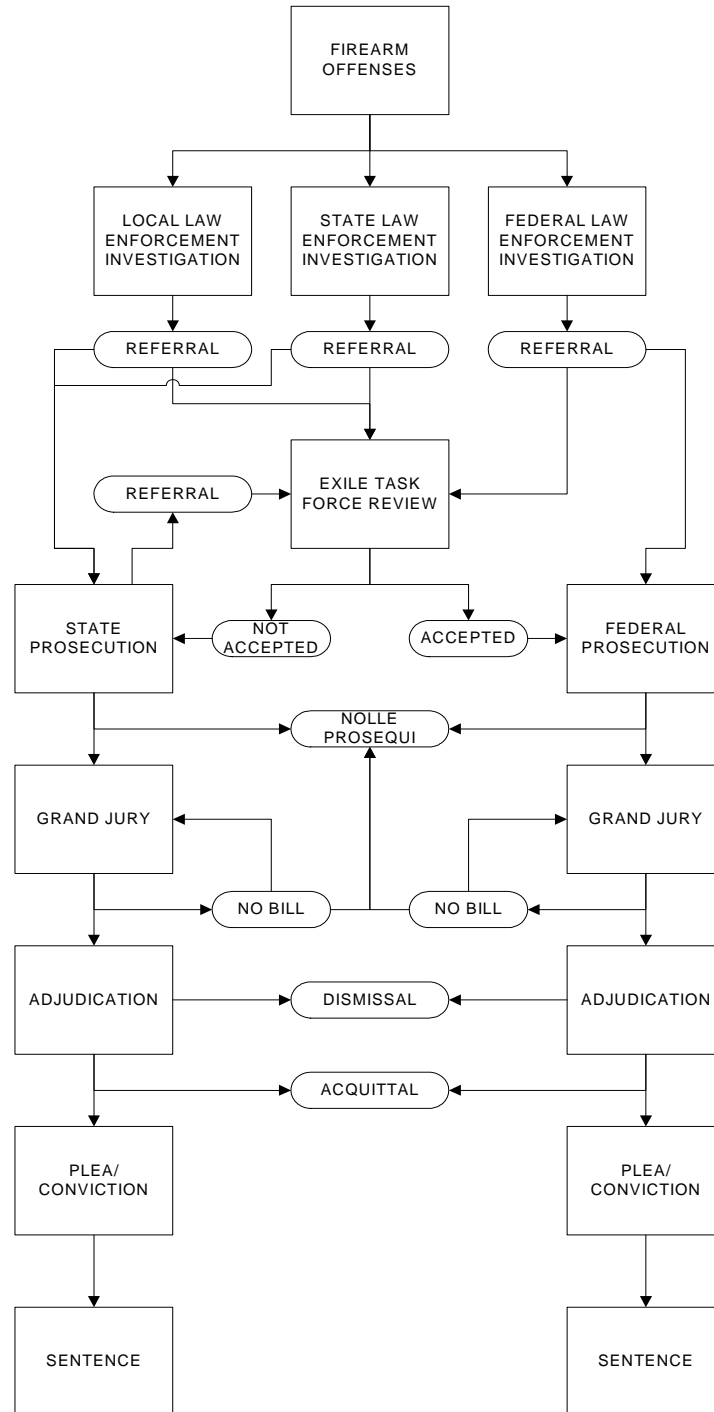 FIREARM
OFFENSES
LOCAL LAW
ENFORCEMENT
INVESTIGATION
STATE LAW
ENFORCEMENT
INVESTIGATION
FEDERAL LAW
ENFORCEMENT
INVESTIGATION
REFERRAL
REFERRAL
REFERRAL
REFERRAL
EXILE TASK
FORCE REVIEW
STATE
PROSECUTION
NOT
ACCEPTED
ACCEPTED
FEDERAL
PROSECUTION
NOLLE
PROSEQUI
GRAND JURY
GRAND JURY
NO BILL
NO BILL
ADJUDICATION
DISMISSAL
ADJUDICATION
ACQUITTAL
PLEA/
CONVICTION
PLEA/
CONVICTION
SENTENCE
SENTENCE